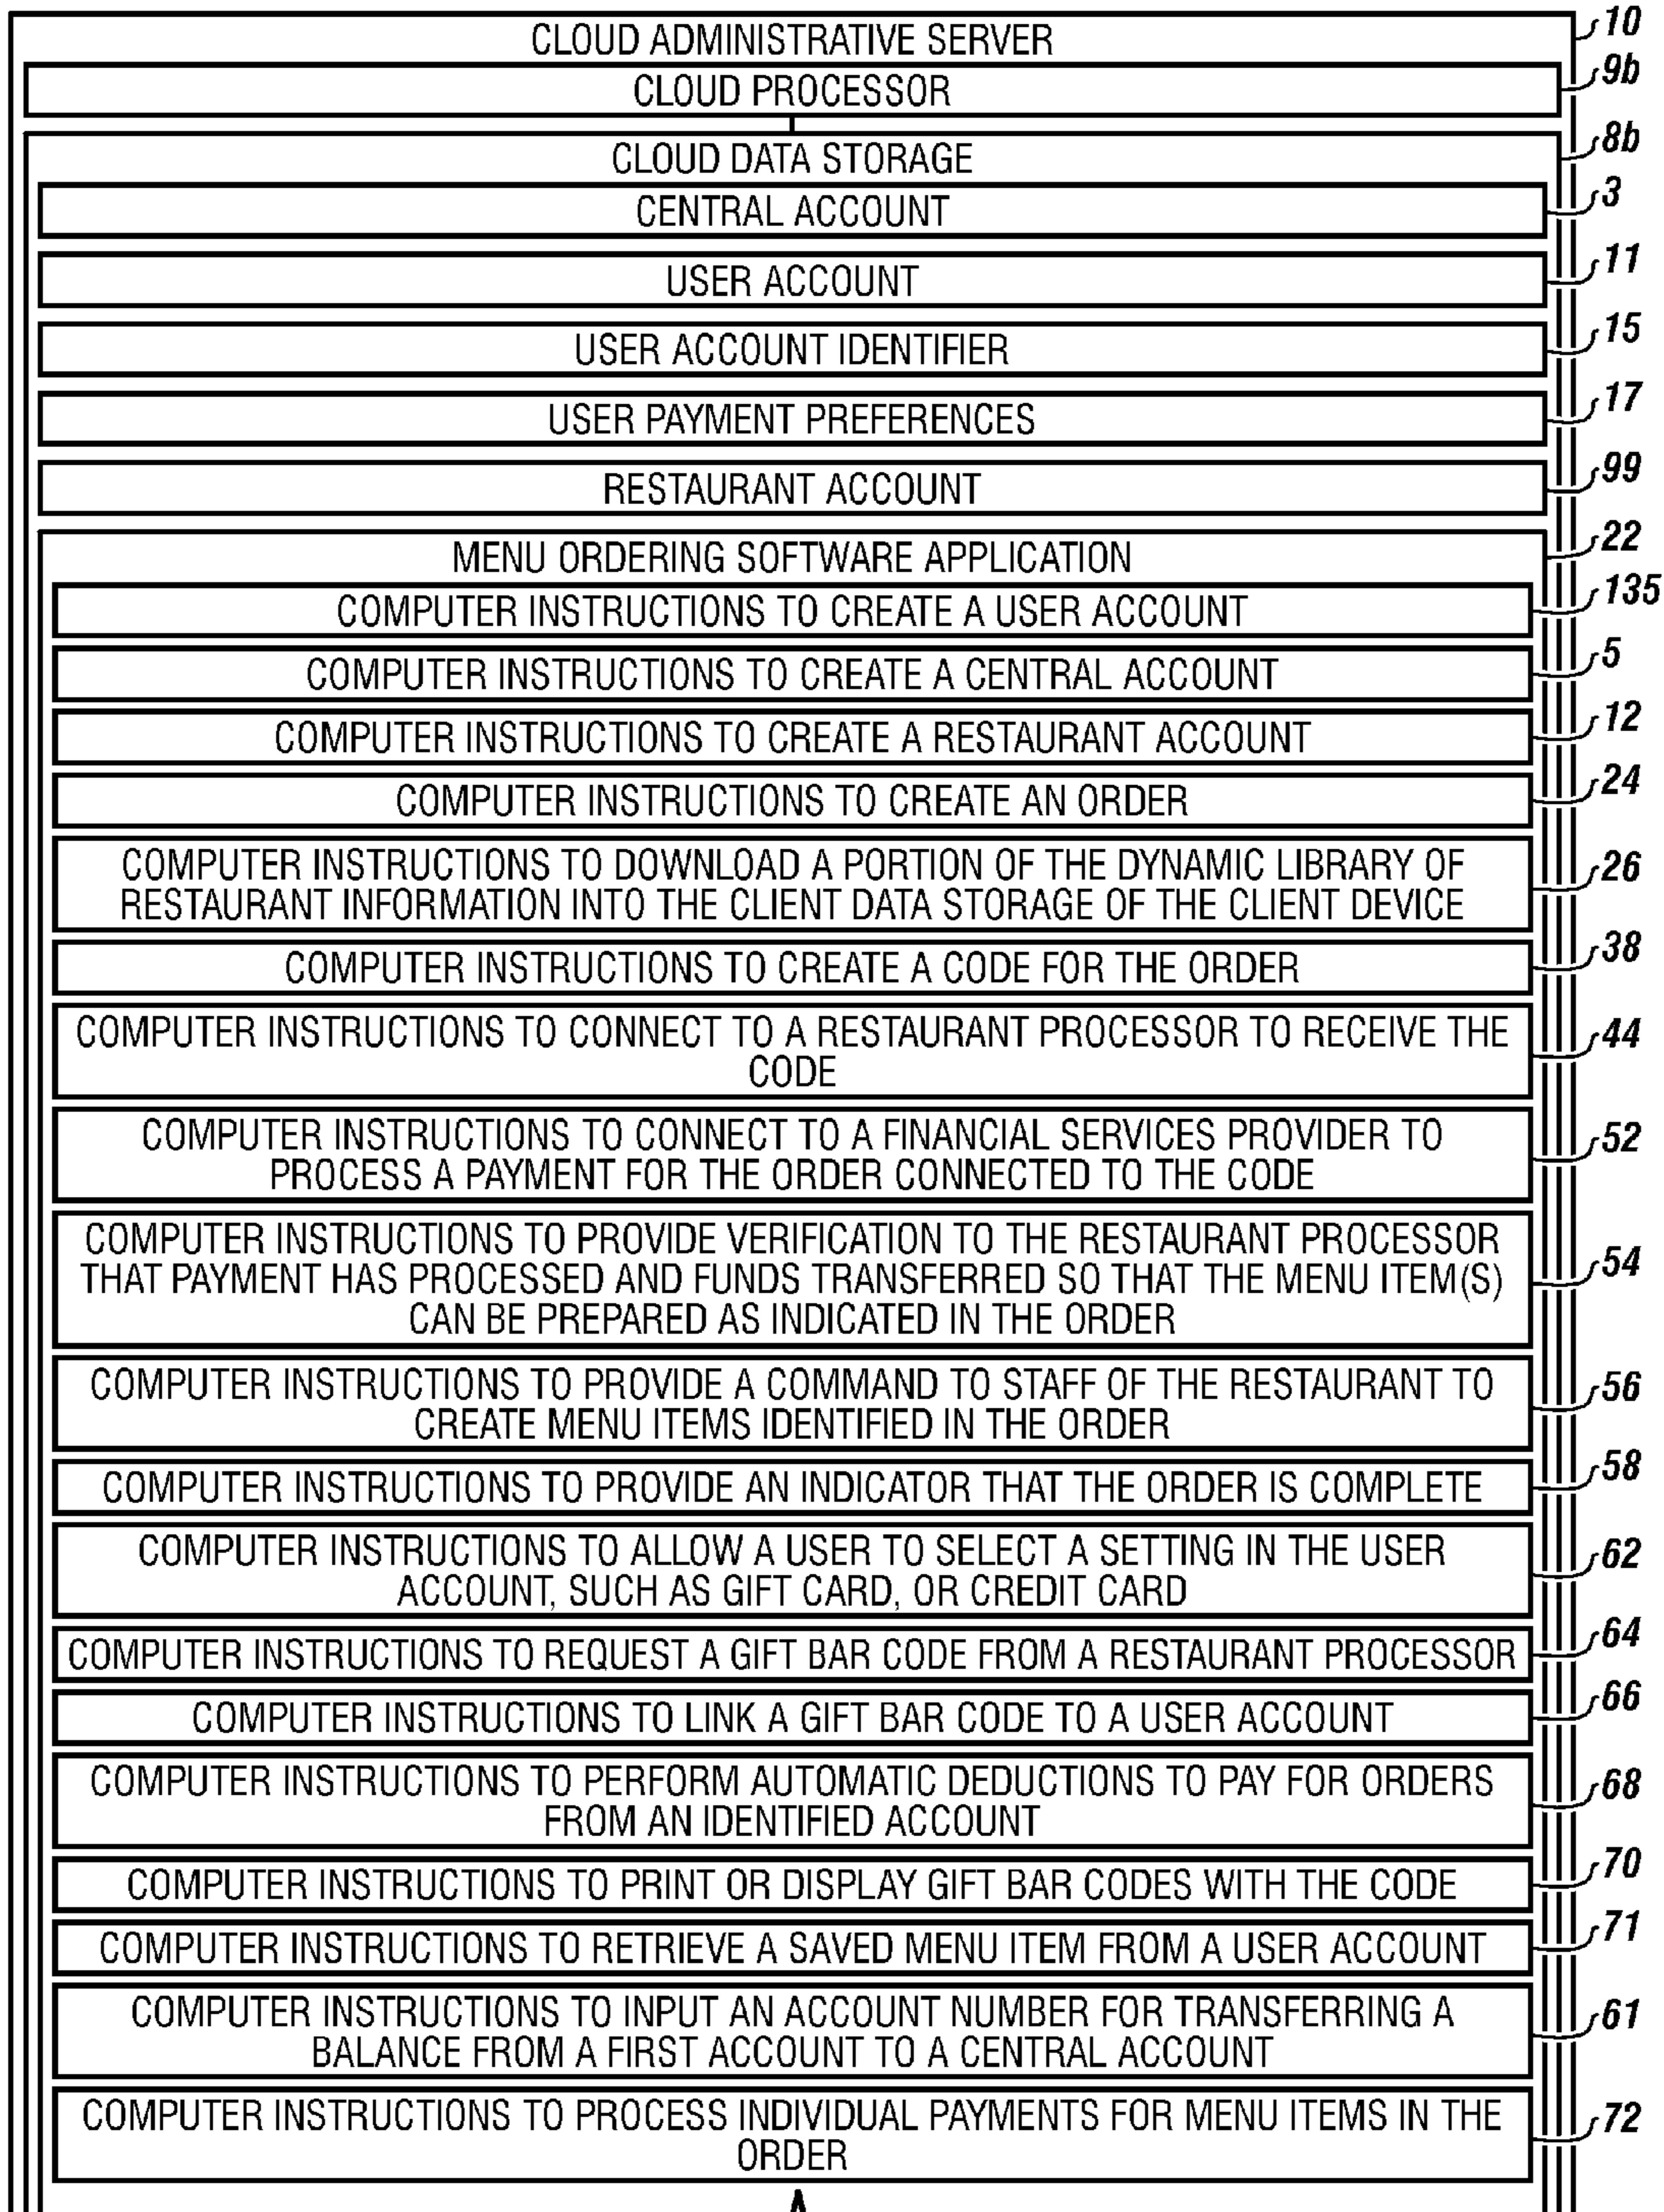 CLOUD ADMINISTRATIVE SERVER 10
CLOUD PROCESSOR 9b
CLOUD DATA STORAGE 8b
CENTRAL ACCOUNT 3
USER ACCOUNT 11
USER ACCOUNT IDENTIFIER 15
USER PAYMENT PREFERENCES 17
RESTAURANT ACCOUNT 99
MENU ORDERING SOFTWARE APPLICATION 22
COMPUTER INSTRUCTIONS TO CREATE A USER ACCOUNT 135
COMPUTER INSTRUCTIONS TO CREATE A CENTRAL ACCOUNT 5
COMPUTER INSTRUCTIONS TO CREATE A RESTAURANT ACCOUNT 12
COMPUTER INSTRUCTIONS TO CREATE AN ORDER 24
COMPUTER INSTRUCTIONS TO DOWNLOAD A PORTION OF THE DYNAMIC LIBRARY OF 26
RESTAURANT INFORMATION INTO THE CLIENT DATA STORAGE OF THE CLIENT DEVICE
COMPUTER INSTRUCTIONS TO CREATE A CODE FOR THE ORDER 38
COMPUTER INSTRUCTIONS TO CONNECT TO A RESTAURANT PROCESSOR TO RECEIVE THE 44
CODE
COMPUTER INSTRUCTIONS TO CONNECT TO A FINANCIAL SERVICES PROVIDER TO 52
PROCESS A PAYMENT FOR THE ORDER CONNECTED TO THE CODE
COMPUTER INSTRUCTIONS TO PROVIDE VERIFICATION TO THE RESTAURANT PROCESSOR
THAT PAYMENT HAS PROCESSED AND FUNDS TRANSFERRED SO THAT THE MENU ITEM(S) 54
CAN BE PREPARED AS INDICATED IN THE ORDER
COMPUTER INSTRUCTIONS TO PROVIDE A COMMAND TO STAFF OF THE RESTAURANT TO 56
CREATE MENU ITEMS IDENTIFIED IN THE ORDER
COMPUTER INSTRUCTIONS TO PROVIDE AN INDICATOR THAT THE ORDER IS COMPLETE 58
COMPUTER INSTRUCTIONS TO ALLOW A USER TO SELECT A SETTING IN THE USER 62
ACCOUNT, SUCH AS GIFT CARD, OR CREDIT CARD
COMPUTER INSTRUCTIONS TO REQUEST A GIFT BAR CODE FROM A RESTAURANT PROCESSOR 64
COMPUTER INSTRUCTIONS TO LINK A GIFT BAR CODE TO A USER ACCOUNT 66
COMPUTER INSTRUCTIONS TO PERFORM AUTOMATIC DEDUCTIONS TO PAY FOR ORDERS 68
FROM AN IDENTIFIED ACCOUNT
COMPUTER INSTRUCTIONS TO PRINT OR DISPLAY GIFT BAR CODES WITH THE CODE 70
COMPUTER INSTRUCTIONS TO RETRIEVE A SAVED MENU ITEM FROM A USER ACCOUNT 71
COMPUTER INSTRUCTIONS TO INPUT AN ACCOUNT NUMBER FOR TRANSFERRING A 61
BALANCE FROM A FIRST ACCOUNT TO A CENTRAL ACCOUNT
COMPUTER INSTRUCTIONS TO PROCESS INDIVIDUAL PAYMENTS FOR MENU ITEMS IN THE 72
ORDER